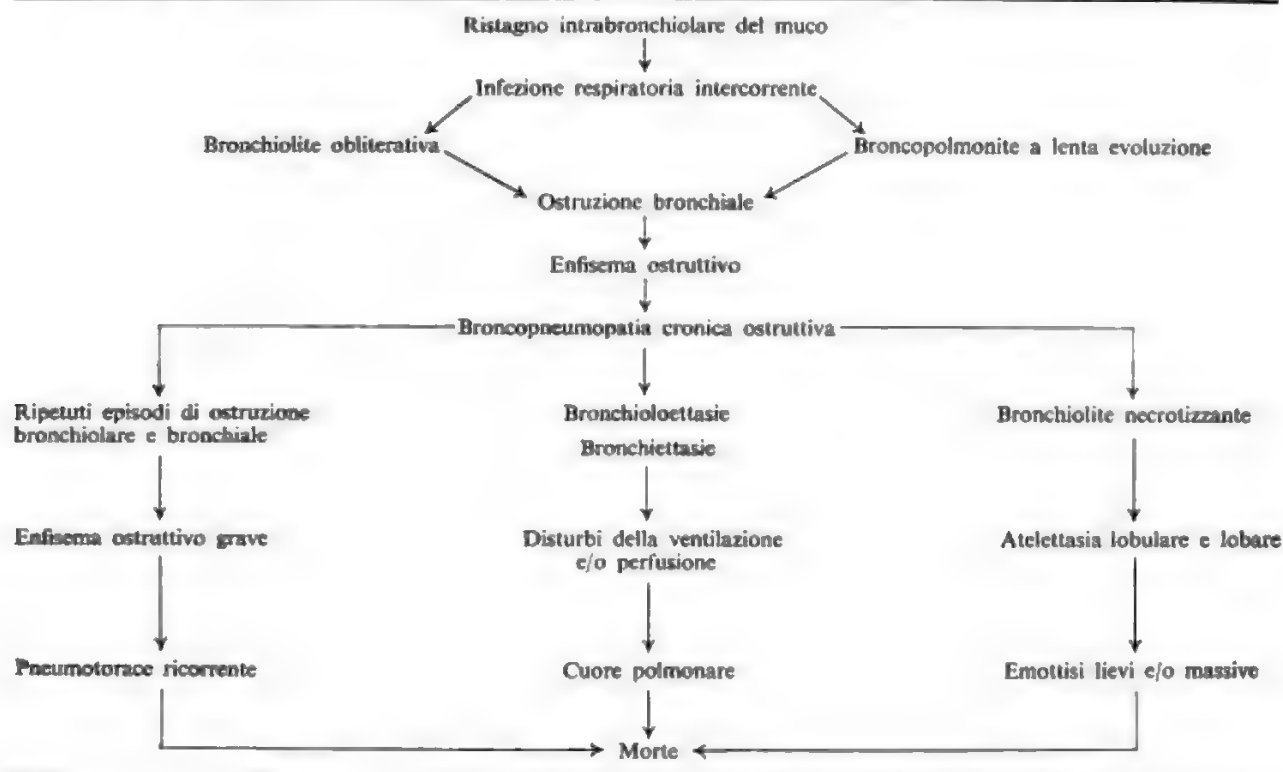 Ristagno intrabronchiolare del muco
Infezione respiratoria intercorrente
Bronchiolite obliterativa
Broncopolmonite a lenta evoluzione
Ostruzione bronchiale
Enfisema ostruttivo
Broncopneumopatia cronica ostruttiva
Ripetuti episodi di ostruzione
bronchiolare e bronchiale
Bronchioloettasie
Bronchiettasie
Bronchiolite necrotizzante
Enfisema ostruttivo grave
Disturbi della ventilazione
e/o perfusione
Atelettasia lobulare e lobare
Pneumotorace ricorrente
Cuore polmonare
Emottisi lievi e/o massive
Morte